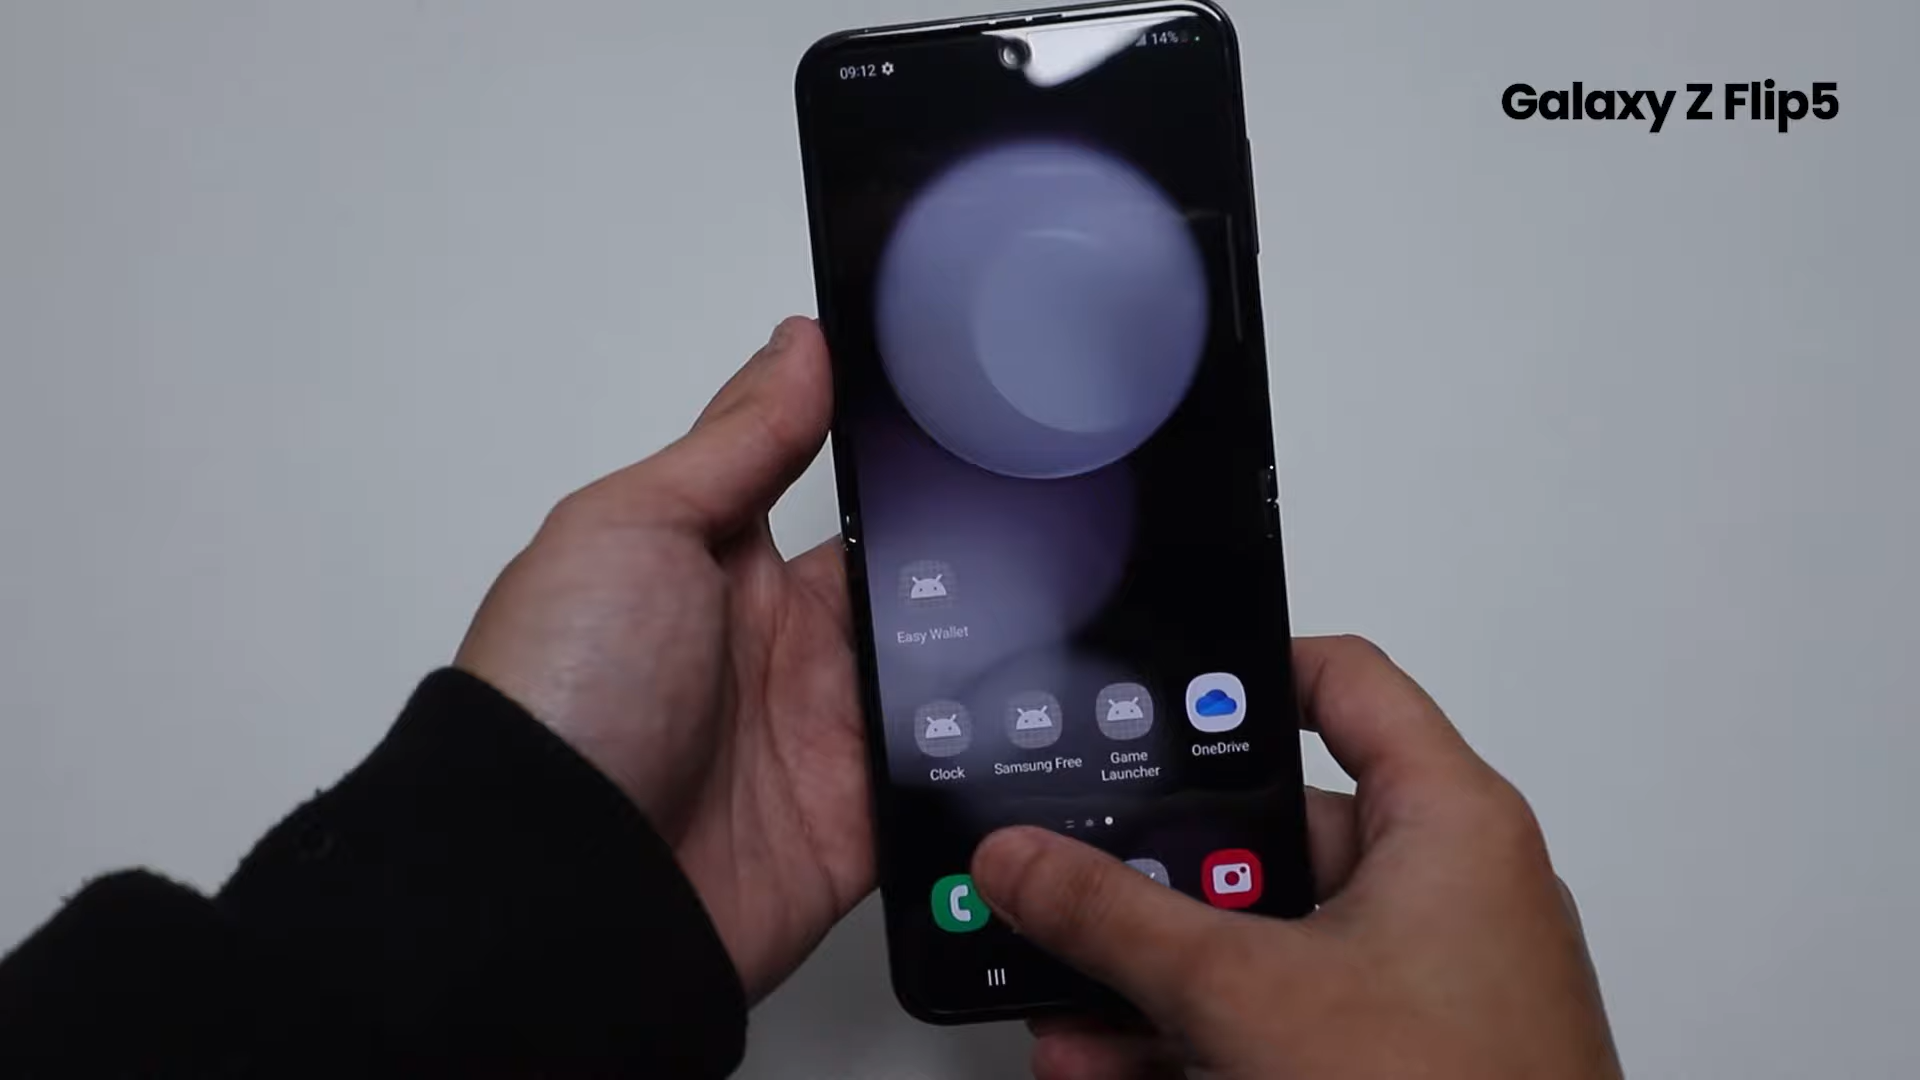 Galaxy Z Flip5
09:12
14%
Easy Wallet
Clock
Samsung Free
Game
Launcher
OneDrive